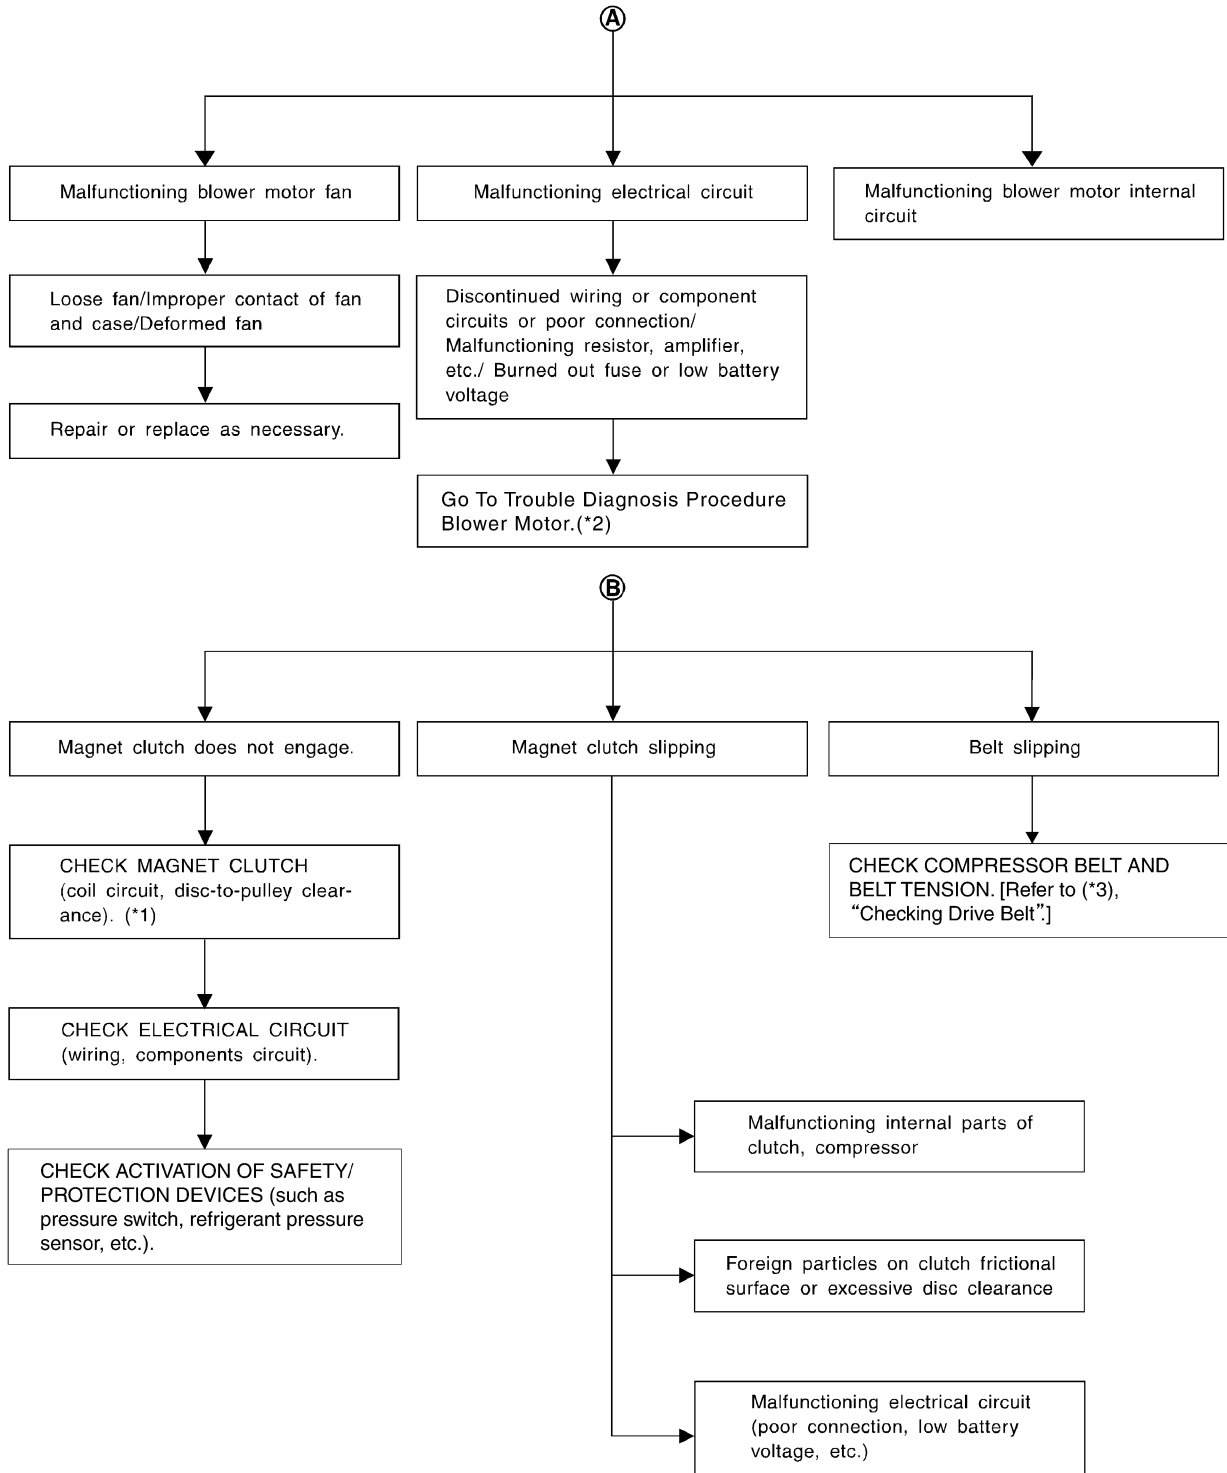 A
Malfunctioning blower motor fan
Malfunctioning electrical circuit
Malfunctioning blower motor internal
circuit
Loose fan/Improper contact of fan
and case/Deformed fan
Discontinued wiring or component
circuits or poor connection/
Malfunctioning resistor, amplifier,
etc./ Burned out fuse or low battery
voltage
Repair or replace as necessary.
Go To Trouble Diagnosis Procedure
Blower Motor.(*2)
B
Magnet clutch does not engage.
Magnet clutch slipping
Belt slipping
CHECK MAGNET CLUTCH
(coil circuit, disc-to-pulley clear-
ance). (*1)
CHECK COMPRESSOR BELT AND
BELT TENSION. [Refer to (*3),
“Checking Drive Belt”.]
CHECK ELECTRICAL CIRCUIT
(wiring, components circuit).
CHECK ACTIVATION OF SAFETY/
PROTECTION DEVICES (such as
pressure switch, refrigerant pressure
sensor, etc.).
Malfunctioning internal parts of
clutch, compressor
Foreign particles on clutch frictional
surface or excessive disc clearance
Malfunctioning electrical circuit
(poor connection, low battery
voltage, etc.)